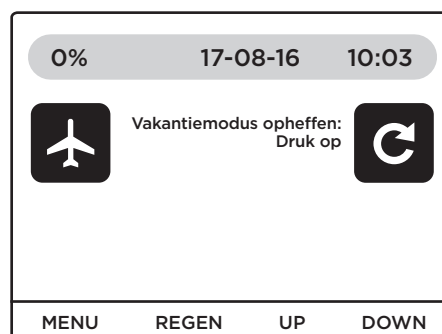 0% 17-08-16 10:03
Vakantiemodus opheffen:
Druk op
MENU REGEN UP DOWN